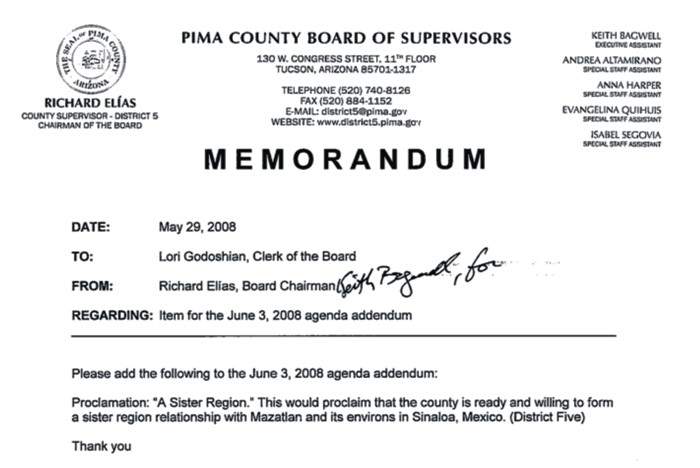 THE SEAL OF PIMA COUNTY
ARIZONA
RICHARD ELÍAS
COUNTY SUPERVISOR - DISTRICT 5
CHAIRMAN OF THE BOARD
PIMA COUNTY BOARD OF SUPERVISORS
130 W. CONGRESS STREET, 11TH FLOOR
TUCSON, ARIZONA 85701-1317
TELEPHONE (520) 740-8126
FAX (520) 884-1152
E-MAIL: district5@pima.gov
WEBSITE: www.district5.pima.gov
KEITH BAGWELL
EXECUTIVE ASSISTANT
ANDREA ALTAMIRANO
SPECIAL STAFF ASSISTANT
ANNA HARPER
SPECIAL STAFF ASSISTANT
EVANGELINA QUIHUIS
SPECIAL STAFF ASSISTANT
ISABEL SEGOVIA
SPECIAL STAFF ASSISTANT
MEMORANDUM
DATE: May 29, 2008
TO: Lori Godoshian, Clerk of the Board
FROM: Richard Elías, Board Chairman Keith Bagwell, for
REGARDING: Item for the June 3, 2008 agenda addendum
Please add the following to the June 3, 2008 agenda addendum:
Proclamation: "A Sister Region." This would proclaim that the county is ready and willing to form
a sister region relationship with Mazatlan and its environs in Sinaloa, Mexico. (District Five)
Thank you